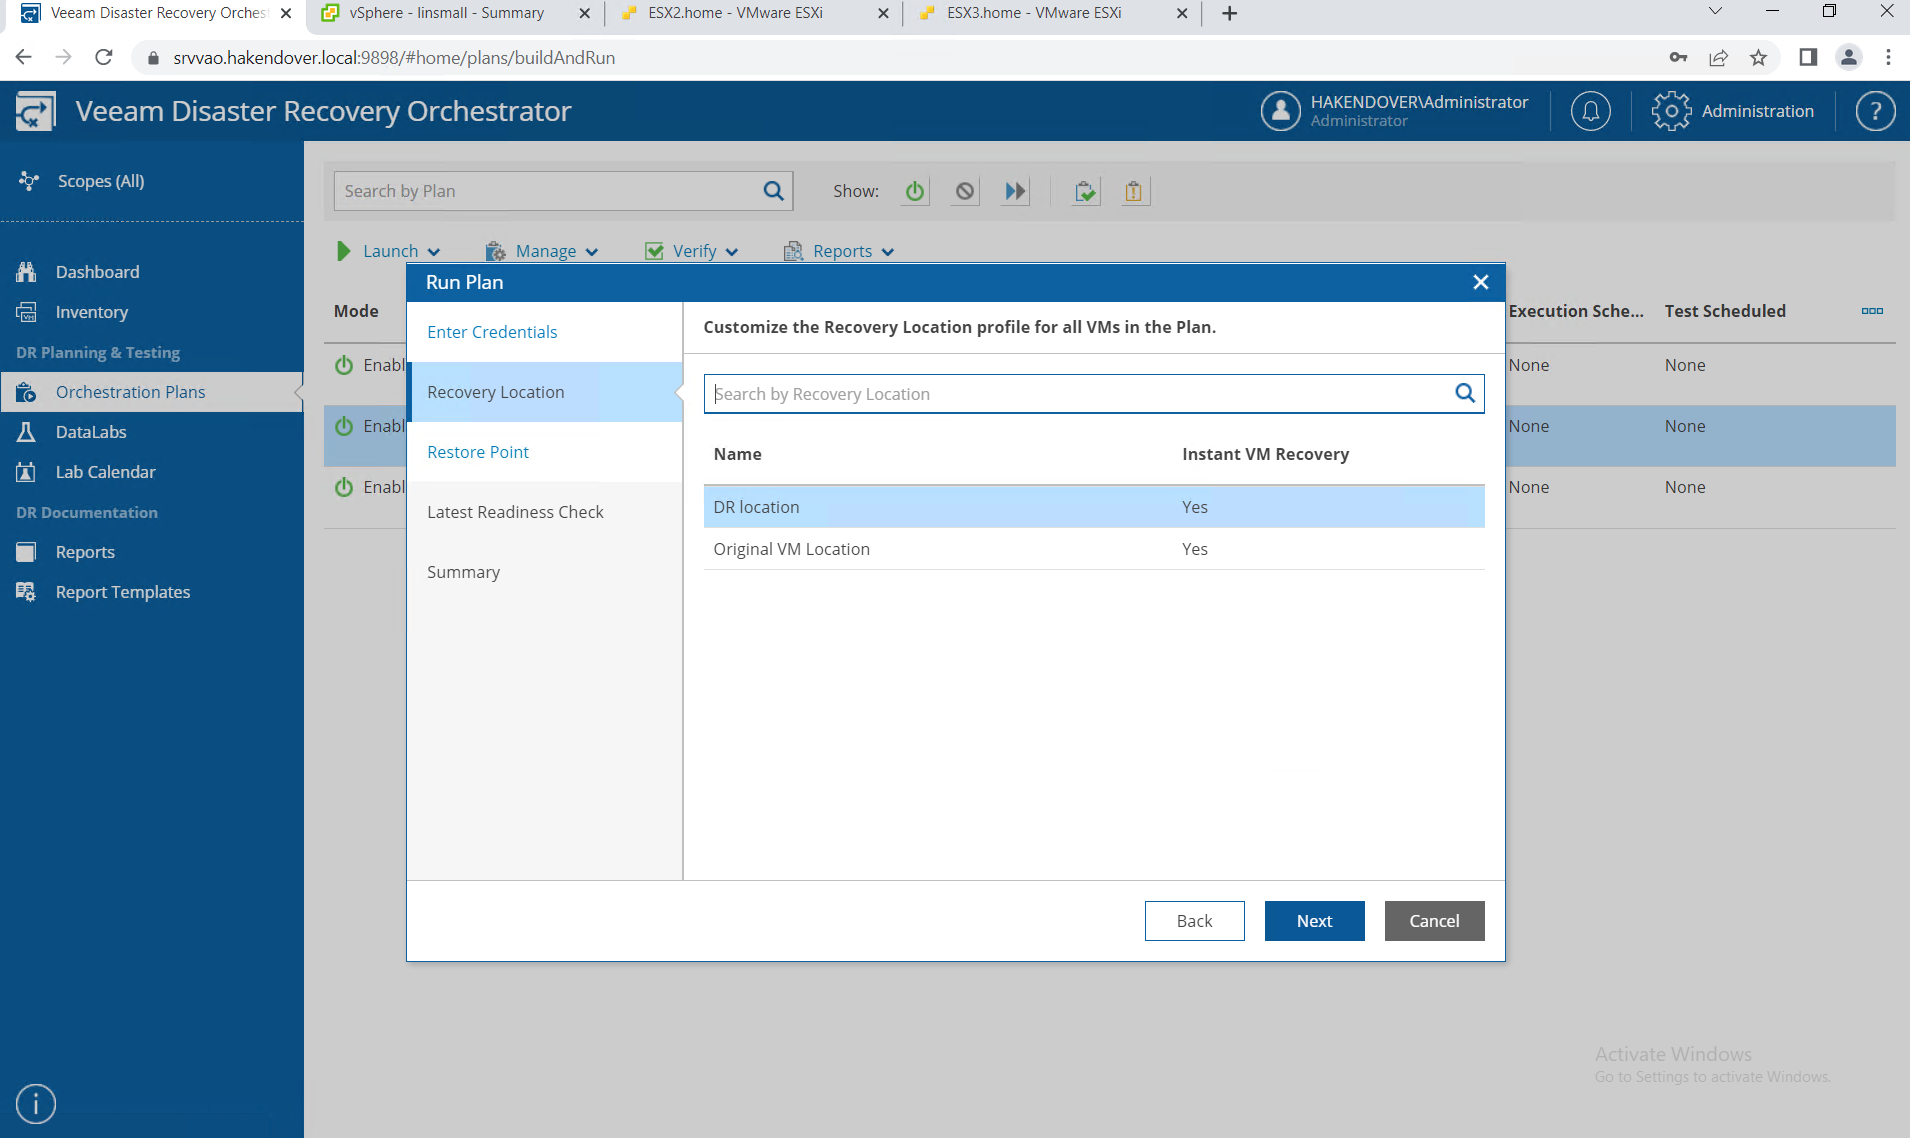 Veeam Disaster Recovery Orches
vSphere - linsmall - Summary
ESX2.home - VMware ESXi
ESX3.home - VMware ESXi
srvvao.hakendover.local:9898/#home/plans/buildAndRun
Veeam Disaster Recovery Orchestrator
HAKENDOVER\Administrator
Administrator
Administration
?
Scopes (All)
Search by Plan
Show:
Launch
Manage
Verify
Reports
Dashboard
Inventory
DR Planning & Testing
Orchestration Plans
DataLabs
Lab Calendar
DR Documentation
Reports
Report Templates
Mode
Execution Sche...
Test Scheduled
Enabl
None
None
Enabl
None
None
Enabl
None
None
Run Plan
Enter Credentials
Recovery Location
Restore Point
Latest Readiness Check
Summary
Customize the Recovery Location profile for all VMs in the Plan.
Search by Recovery Location
Name
Instant VM Recovery
DR location
Yes
Original VM Location
Yes
Back
Next
Cancel
Activate Windows
Go to Settings to activate Windows.